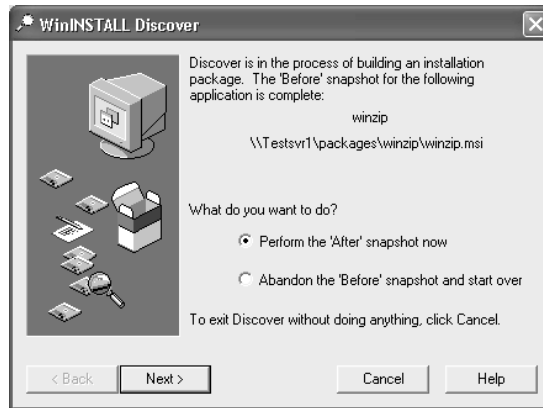 WinINSTALL Discover
Discover is in the process of building an installation
package. The 'Before' snapshot for the following
application is complete:
winzip
\\Testsvr1\packages\winzip\winzip.msi
What do you want to do?
Perform the 'After' snapshot now
Abandon the 'Before' snapshot and start over
To exit Discover without doing anything, click Cancel.
< Back
Next >
Cancel
Help